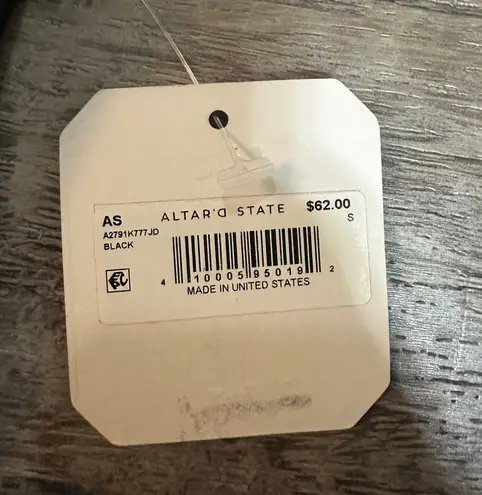 AS ALTAR'D STATE $62.00
A2791K777JD S
BLACK
4 10005 95019 2
MADE IN UNITED STATES